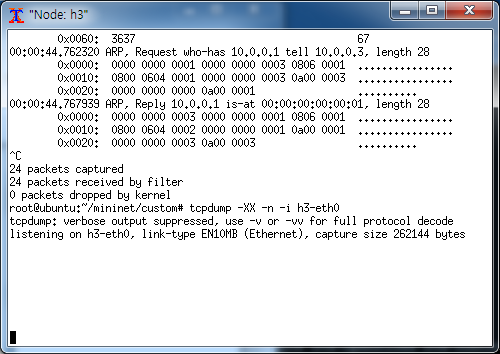 "Node: h3"
0x0060:  3637                                     67
00:00:44.762320 ARP, Request who-has 10.0.0.1 tell 10.0.0.3, length 28
0x0000:  0000 0000 0001 0000 0000 0003 0806 0001  ................
0x0010:  0800 0604 0001 0000 0000 0003 0a00 0003  ................
0x0020:  0000 0000 0000 0a00 0001                 ..........
00:00:44.767939 ARP, Reply 10.0.0.1 is-at 00:00:00:00:00:01, length 28
0x0000:  0000 0000 0003 0000 0000 0001 0806 0001  ................
0x0010:  0800 0604 0002 0000 0000 0001 0a00 0001  ................
0x0020:  0000 0000 0003 0a00 0003                 ..........
^C
24 packets captured
24 packets received by filter
0 packets dropped by kernel
root@ubuntu:~/mininet/custom# tcpdump -XX -n -i h3-eth0
tcpdump: verbose output suppressed, use -v or -vv for full protocol decode
listening on h3-eth0, link-type EN10MB (Ethernet), capture size 262144 bytes